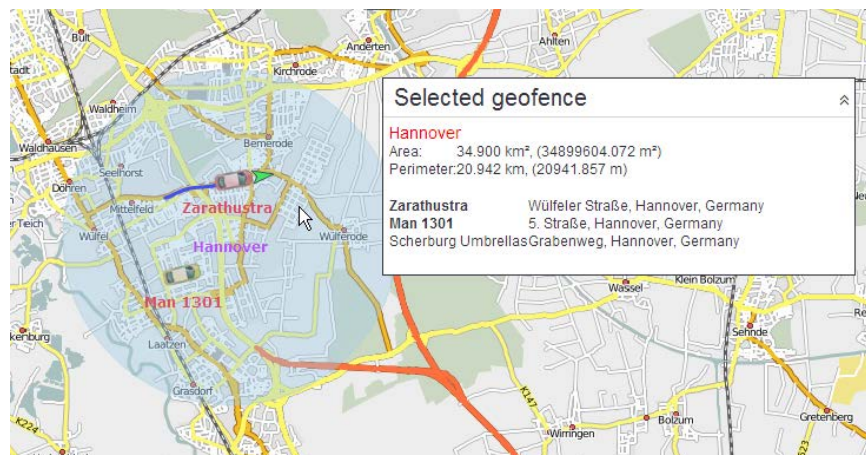 Bült
Anderten
Ahlten
Kirchrode
Waldheim
Waldhausen
Bemerode
Seelhorst
Döhren
Mittelfeld
Zarathustra
Wülfel
Hannover
Wülferode
Man 1301
Laatzen
Grasdorf
K224
Selected geofence
Hannover
Area: 34.900 km², (34899604.072 m²)
Perimeter:20.942 km, (20941.857 m)
Zarathustra Wülfeler Straße, Hannover, Germany
Man 1301 5. Straße, Hannover, Germany
Scherburg UmbrellasGrabenweg, Hannover, Germany
Klein Bolzum
Wassel
Sehnde
K147
Bolzum
Wirringen
Gretenberg